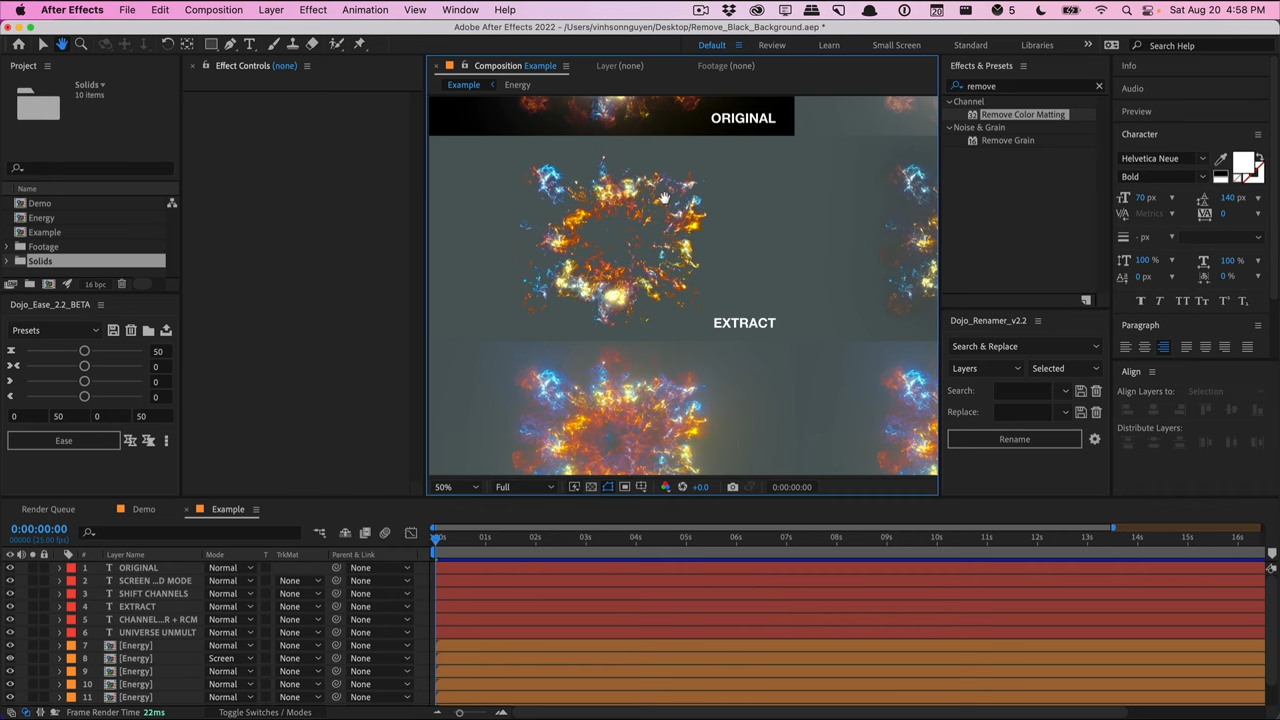 After Effects File Edit Composition Layer Effect Animation View Window Help 20 5 Sat Aug 20 4:58 PM
Adobe After Effects 2022 - /Users/vinhsonnguyen/Desktop/Remove_Black_Background.aep *
Default Review Learn Small Screen Standard Libraries Search Help
Project
Effect Controls (none)
Composition Example
Layer (none)
Footage (none)
Effects & Presets
Info
Solids
10 items
Example
Energy
remove
Audio
Channel
Preview
Remove Color Matting
Noise & Grain
Remove Grain
Character
ORIGINAL
Helvetica Neue
Bold
Name
Demo
Energy
Example
Footage
Solids
70 px
140 px
Metrics
0
- px
100 %
100 %
0 px
0 %
16 bpc
Dojo_Ease_2.2_BETA
Presets
50
0
0
0
0 50 0 50
Ease
EXTRACT
Dojo_Renamer_v2.2
Search & Replace
Layers
Selected
Search:
Replace:
Rename
Paragraph
Align
Align Layers to:
Selection
Distribute Layers:
50%
Full
+0.0
0:00:00:00
Render Queue
Demo
Example
0:00:00:00
00000 (25.00 fps)
:00s 01s 02s 03s 04s 05s 06s 07s 08s 09s 10s 11s 12s 13s 14s 15s 16s
# Layer Name Mode T TrkMat Parent & Link
1 T ORIGINAL Normal None
2 T SCREEN ...D MODE Normal None None
3 T SHIFT CHANNELS Normal None None
4 T EXTRACT Normal None None
5 T CHANNEL...R + RCM Normal None None
6 T UNIVERSE UNMULT Normal None None
7 [Energy] Normal None None
8 [Energy] Screen None None
9 [Energy] Normal None None
10 [Energy] Normal None None
11 [Energy] Normal None None
Frame Render Time 22ms
Toggle Switches / Modes